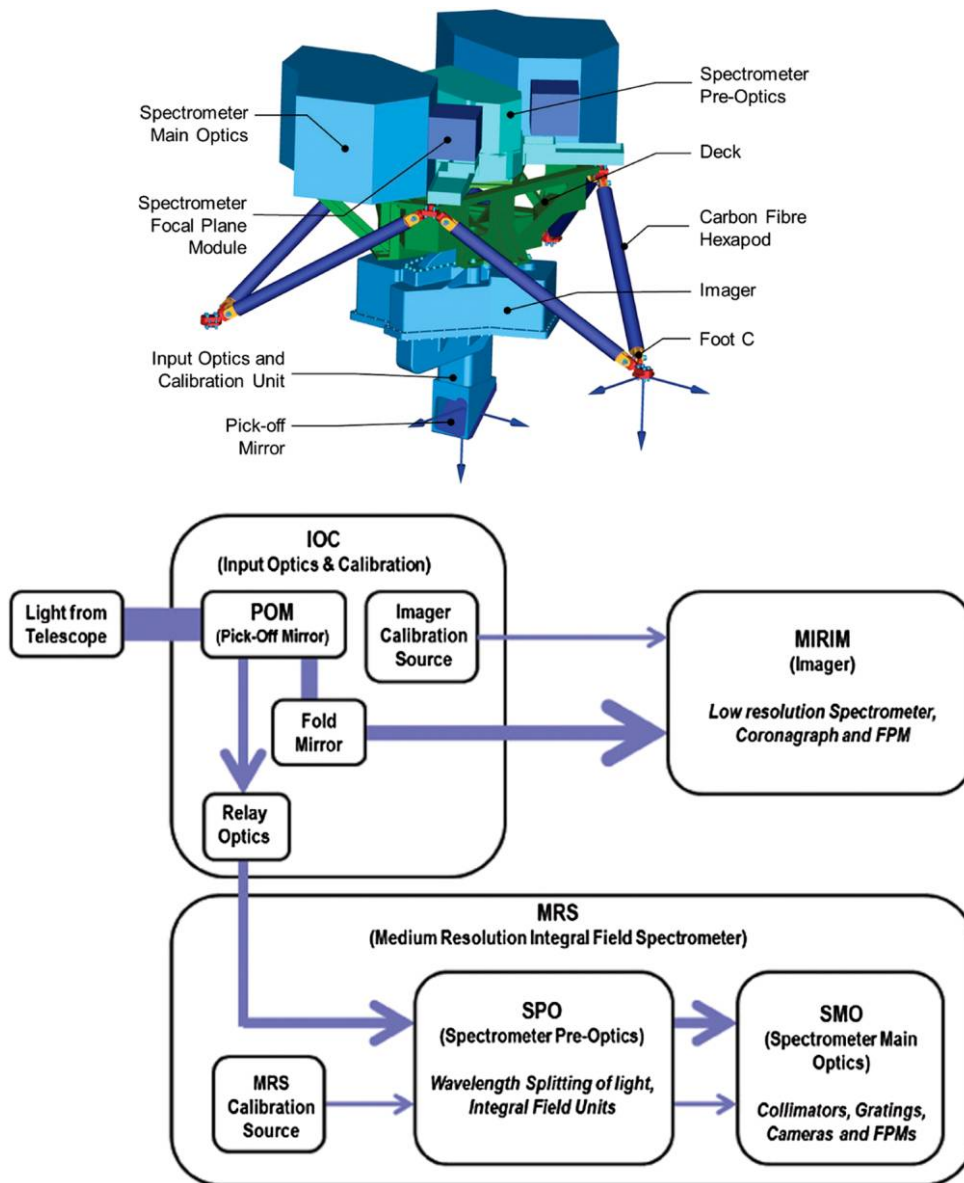 Spectrometer
Main Optics
Spectrometer
Focal Plane
Module
Input Optics and
Calibration Unit
Pick-off
Mirror
Spectrometer
Pre-Optics
Deck
Carbon Fibre
Hexapod
Imager
Foot C
IOC
(Input Optics & Calibration)
Light from
Telescope
POM
(Pick-Off Mirror)
Imager
Calibration
Source
Fold
Mirror
Relay
Optics
MIRIM
(Imager)
Low resolution Spectrometer,
Coronagraph and FPM
MRS
(Medium Resolution Integral Field Spectrometer)
SPO
(Spectrometer Pre-Optics)
Wavelength Splitting of light,
Integral Field Units
SMO
(Spectrometer Main
Optics)
Collimators, Gratings,
Cameras and FPMs
MRS
Calibration
Source